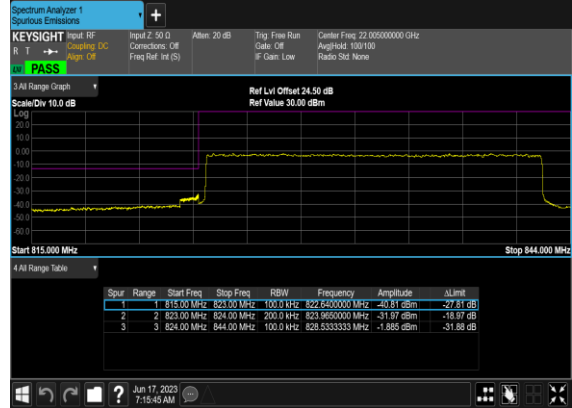 Spectrum Analyzer 1
Spurious Emissions
+
KEYSIGHT Input: RF Input Z: 50 Ω Atten: 20 dB Trig: Free Run Center Freq: 22.005000000 GHz
R T Coupling: DC Corrections: Off Gate: Off Avg|Hold: 100/100
Align: Off Freq Ref: Int (S) IF Gain: Low Radio Std: None
PASS
3 All Range Graph Ref Lvl Offset 24.50 dB
Scale/Div 10.0 dB Ref Value 30.00 dBm
Log
20.0
10.0
0.00
-10.0
-20.0
-30.0
-40.0
-50.0
-60.0
Start 815.000 MHz Stop 844.000 MHz
4 All Range Table
Spur Range Start Freq Stop Freq RBW Frequency Amplitude ΔLimit
1 1 815.00 MHz 823.00 MHz 100.0 kHz 822.6400000 MHz -40.81 dBm -27.81 dB
2 2 823.00 MHz 824.00 MHz 200.0 kHz 823.9650000 MHz -31.97 dBm -18.97 dB
3 3 824.00 MHz 844.00 MHz 100.0 kHz 828.5333333 MHz -1.885 dBm -31.88 dB
? Jun 17, 2023
7:15:45 AM